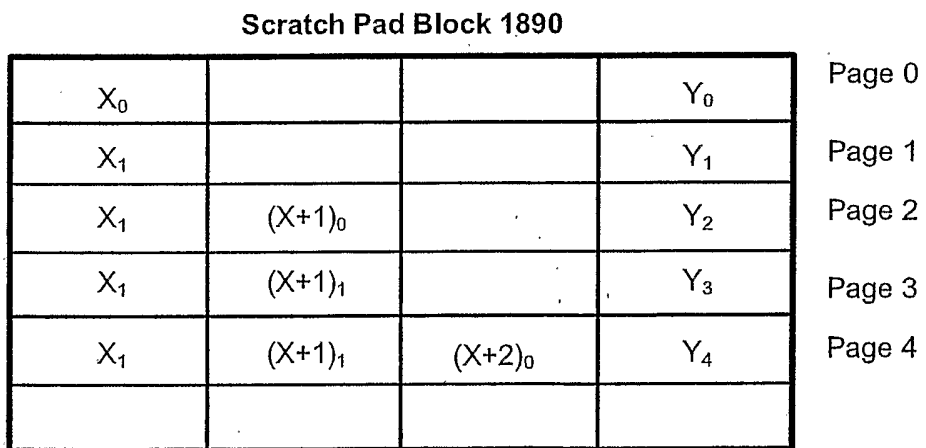 Scratch Pad Block 1890
X₀ Y₀ Page 0
X₁ Y₁ Page 1
X₁ (X+1)₀ Y₂ Page 2
X₁ (X+1)₁ Y₃ Page 3
X₁ (X+1)₁ (X+2)₀ Y₄ Page 4